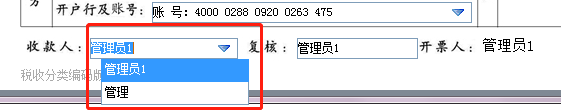 方 开户行及账号: 账 号: 4000 0288 0920 0263 475
收款人: 管理员1 复核: 管理员1 开票人: 管理员1
管理员1
税收分类编码版
管理